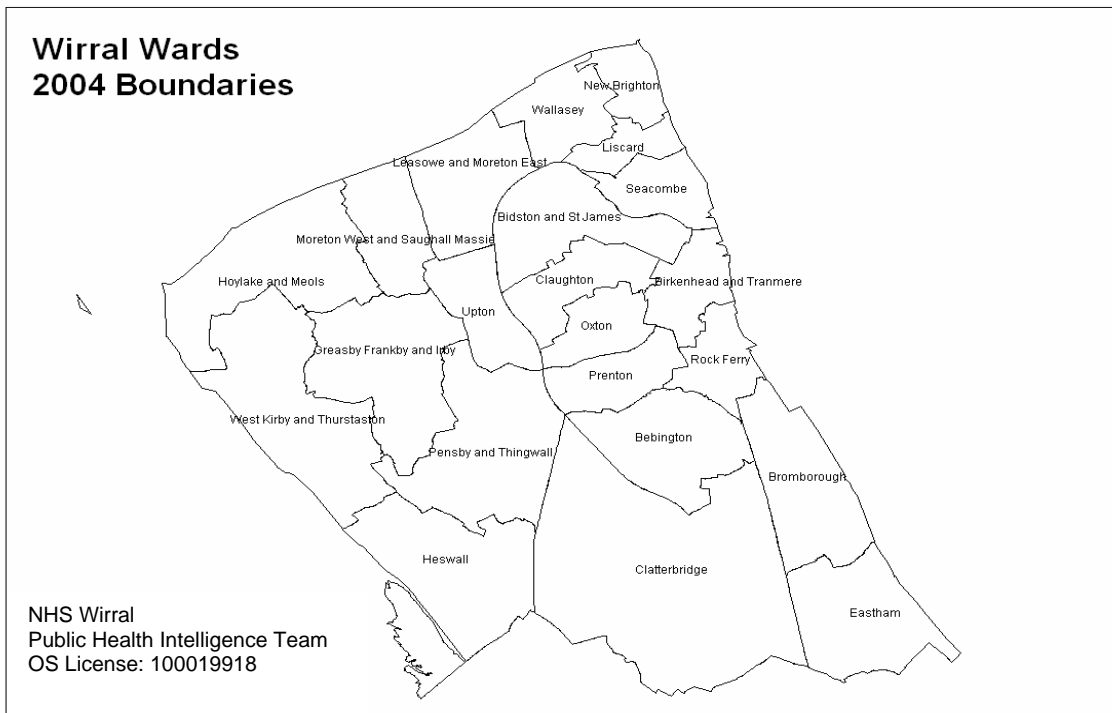 Wirral Wards
2004 Boundaries
New Brighton
Wallasey
Liscard
Leasowe and Moreton East
Seacombe
Bidston and St James
Moreton West and Saughall Massie
Hoylake and Meols
Claughton
Birkenhead and Tranmere
Upton
Oxton
Greasby Frankby and Irby
Rock Ferry
Prenton
West Kirby and Thurstaston
Bebington
Pensby and Thingwall
Bromborough
Heswall
Clatterbridge
Eastham
NHS Wirral
Public Health Intelligence Team
OS License: 100019918